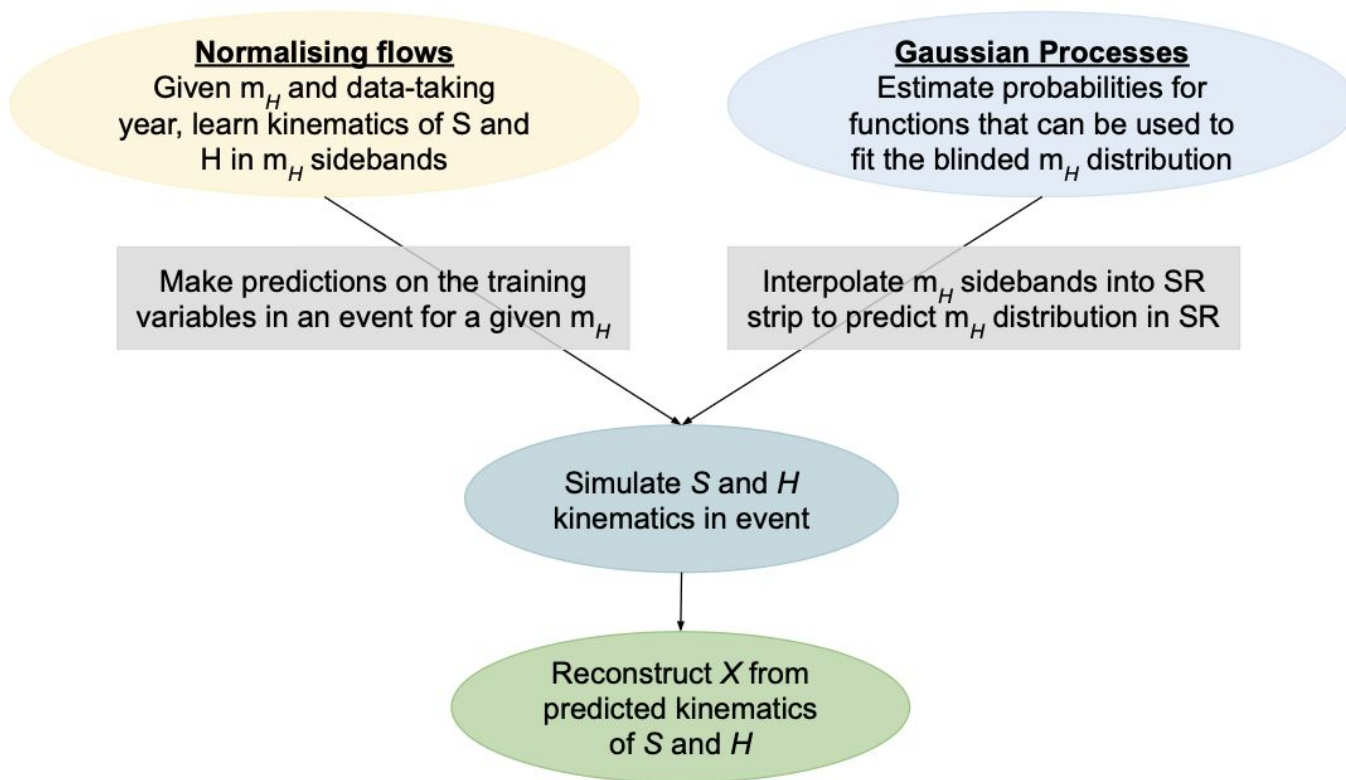 Normalising flows
Given m_H and data-taking
year, learn kinematics of S and
H in m_H sidebands
Gaussian Processes
Estimate probabilities for
functions that can be used to
fit the blinded m_H distribution
Make predictions on the training
variables in an event for a given m_H
Interpolate m_H sidebands into SR
strip to predict m_H distribution in SR
Simulate S and H
kinematics in event
Reconstruct X from
predicted kinematics
of S and H